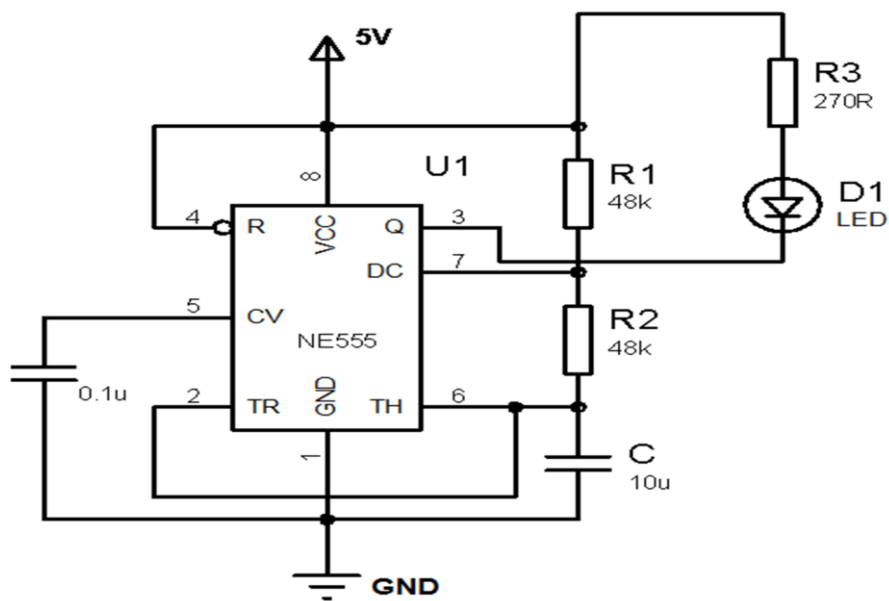 5V
R3
270R
U1
R1
48k
D1
LED
8
4
R
VCC
Q
3
DC
7
5
CV
NE555
R2
48k
0.1u
2
TR
GND
TH
6
1
C
10u
GND